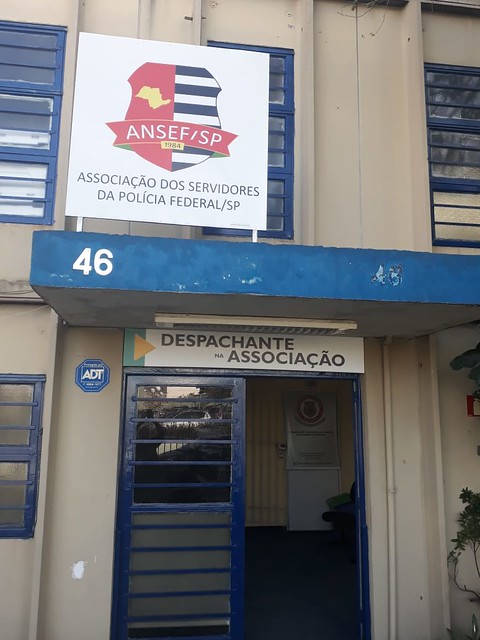 ANSEF/SP
1984
ASSOCIAÇÃO DOS SERVIDORES
DA POLÍCIA FEDERAL/SP
46
DESPACHANTE
NA ASSOCIAÇÃO
ADT